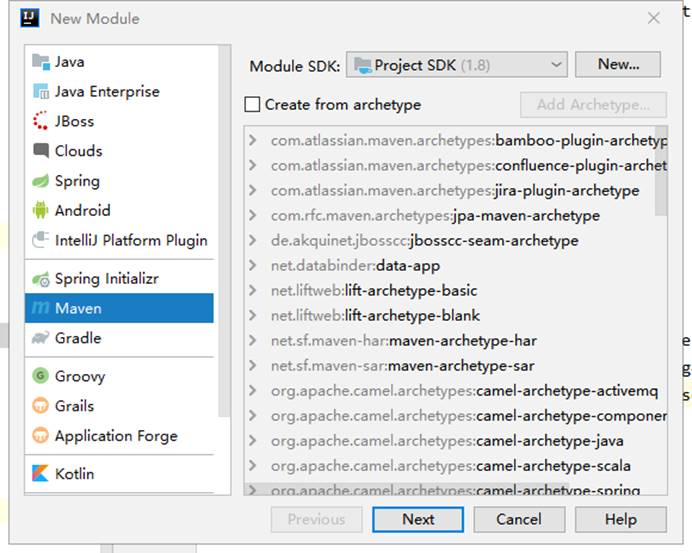 New Module
Java
Java Enterprise
JBoss
Clouds
Spring
Android
IntelliJ Platform Plugin
Spring Initializr
Maven
Gradle
Groovy
Grails
Application Forge
Kotlin
Module SDK: Project SDK (1.8) New...
Create from archetype Add Archetype...
com.atlassian.maven.archetypes:bamboo-plugin-archetyp
com.atlassian.maven.archetypes:confluence-plugin-archet
com.atlassian.maven.archetypes:jira-plugin-archetype
com.rfc.maven.archetypes:jpa-maven-archetype
de.akquinet.jbosscc:jbosscc-seam-archetype
net.databinder:data-app
net.liftweb:lift-archetype-basic
net.liftweb:lift-archetype-blank
net.sf.maven-har:maven-archetype-har
net.sf.maven-sar:maven-archetype-sar
org.apache.camel.archetypes:camel-archetype-activemq
org.apache.camel.archetypes:camel-archetype-componer
org.apache.camel.archetypes:camel-archetype-java
org.apache.camel.archetypes:camel-archetype-scala
org.apache.camel.archetypes:camel-archetype-spring
Previous Next Cancel Help